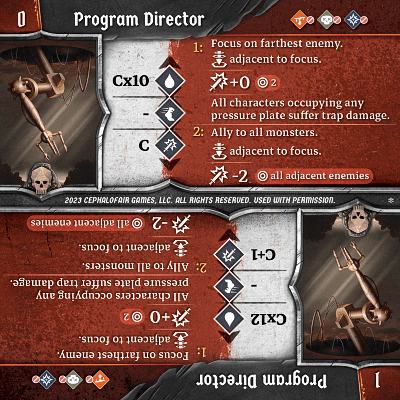 0
Program Director
1: Focus on farthest enemy.
adjacent to focus.
+0 2
All characters occupying any
pressure plate suffer trap damage.
2: Ally to all monsters.
adjacent to focus.
-2 all adjacent enemies
Cx10
-
C
2023 CEPHALOFAIR GAMES, LLC. ALL RIGHTS RESERVED. USED WITH PERMISSION.
1
Program Director
1: Focus on farthest enemy.
adjacent to focus.
+0 2
All characters occupying any
pressure plate suffer trap damage.
2: Ally to all monsters.
adjacent to focus.
-2 all adjacent enemies
Cx12
-
C+1